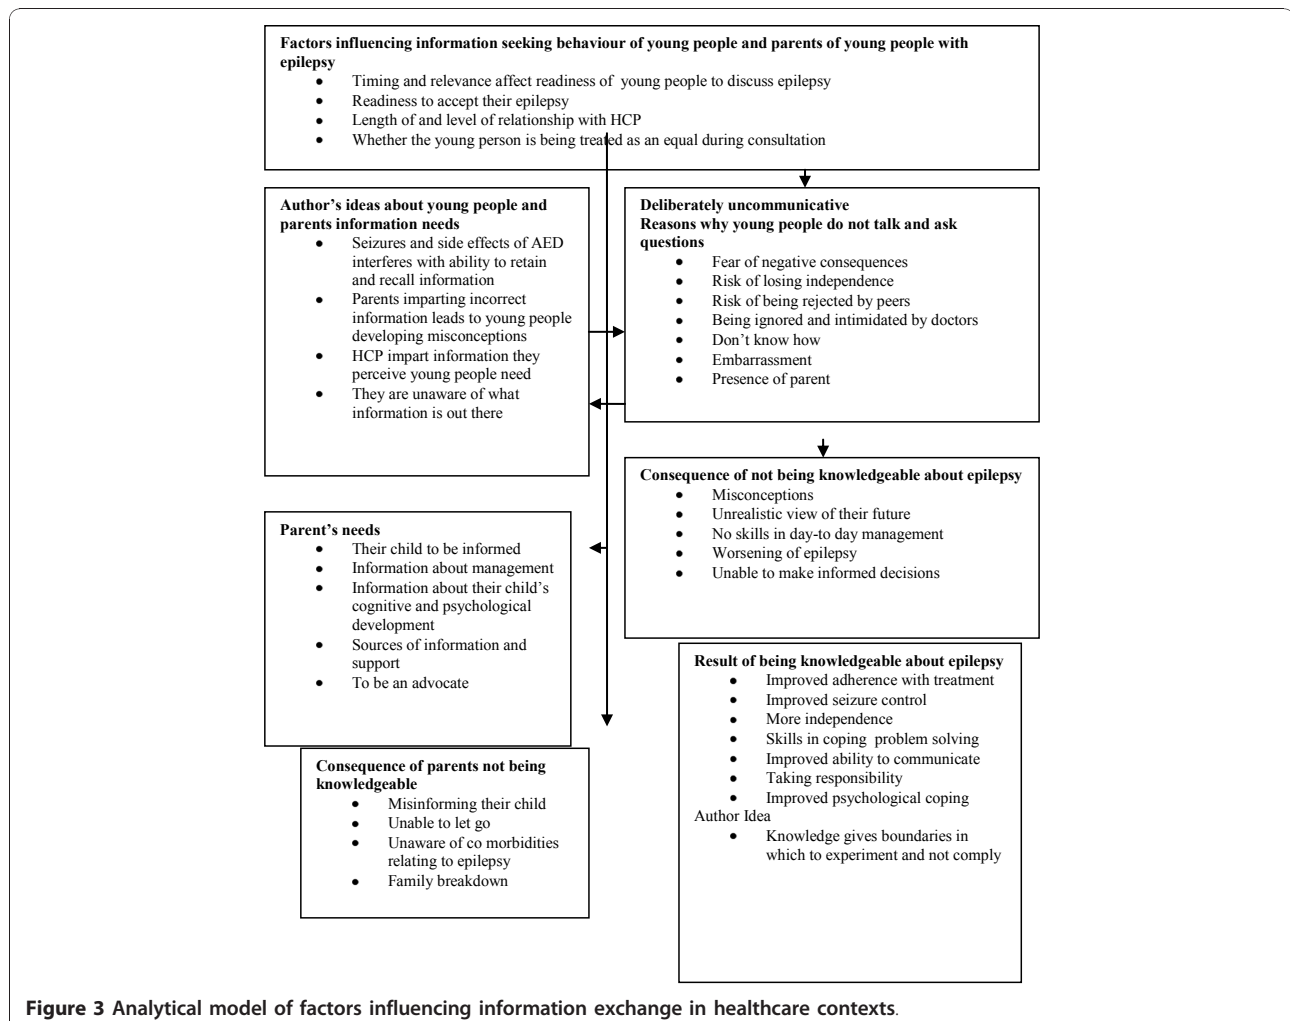 Factors influencing information seeking behaviour of young people and parents of young people with
epilepsy
● Timing and relevance affect readiness of young people to discuss epilepsy
● Readiness to accept their epilepsy
● Length of and level of relationship with HCP
● Whether the young person is being treated as an equal during consultation
Author's ideas about young people and
parents information needs
● Seizures and side effects of AED
interferes with ability to retain
and recall information
● Parents imparting incorrect
information leads to young people
developing misconceptions
● HCP impart information they
perceive young people need
● They are unaware of what
information is out there
Deliberately uncommunicative
Reasons why young people do not talk and ask
questions
● Fear of negative consequences
● Risk of losing independence
● Risk of being rejected by peers
● Being ignored and intimidated by doctors
● Don't know how
● Embarrassment
● Presence of parent
Consequence of not being knowledgeable about epilepsy
● Misconceptions
● Unrealistic view of their future
● No skills in day-to day management
● Worsening of epilepsy
● Unable to make informed decisions
Parent's needs
● Their child to be informed
● Information about management
● Information about their child's
cognitive and psychological
development
● Sources of information and
support
● To be an advocate
Result of being knowledgeable about epilepsy
● Improved adherence with treatment
● Improved seizure control
● More independence
● Skills in coping problem solving
● Improved ability to communicate
● Taking responsibility
● Improved psychological coping
Author Idea
● Knowledge gives boundaries in
which to experiment and not comply
Consequence of parents not being
knowledgeable
● Misinforming their child
● Unable to let go
● Unaware of co morbidities
relating to epilepsy
● Family breakdown
Figure 3 Analytical model of factors influencing information exchange in healthcare contexts.